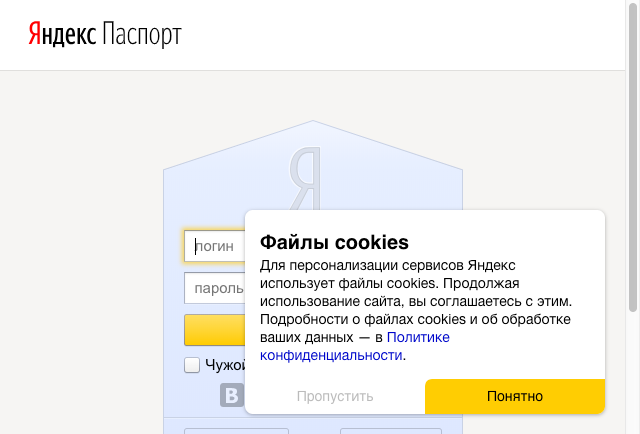 Яндекс Паспорт
Я
логин
Файлы cookies
Для персонализации сервисов Яндекс
использует файлы cookies. Продолжая
использование сайта, вы соглашаетесь с этим.
Подробности о файлах cookies и об обработке
ваших данных — в Политике
конфиденциальности.
пароль
Чужой
В
Пропустить
Понятно